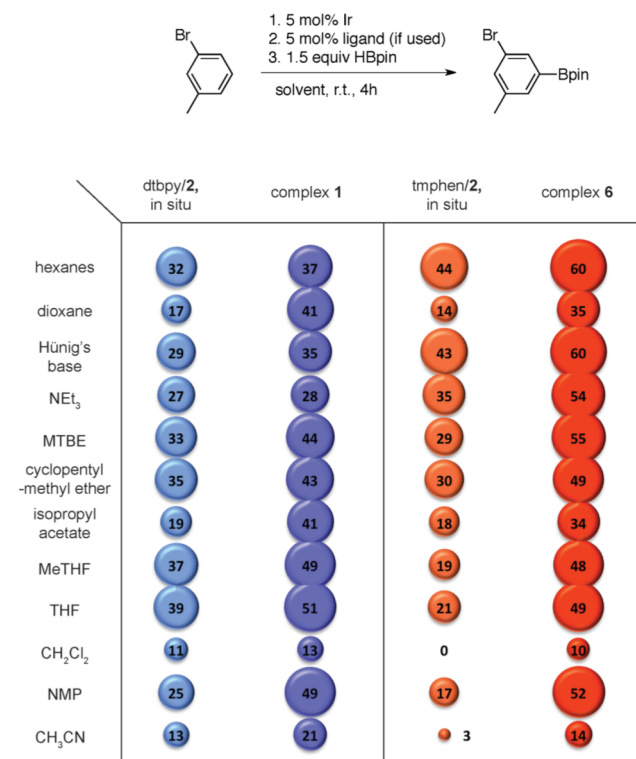 Br
1. 5 mol% Ir
2. 5 mol% ligand (if used)
3. 1.5 equiv HBpin
solvent, r.t., 4h
Br
Bpin
dtbpy/2,
in situ
complex 1
tmphen/2,
in situ
complex 6
hexanes 32 37 44 60
dioxane 17 41 14 35
Hünig's
base 29 35 43 60
NEt3 27 28 35 54
MTBE 33 44 29 55
cyclopentyl
-methyl ether 35 43 30 49
isopropyl
acetate 19 41 18 34
MeTHF 37 49 19 48
THF 39 51 21 49
CH2Cl2 11 13 0 10
NMP 25 49 17 52
CH3CN 13 21 3 14